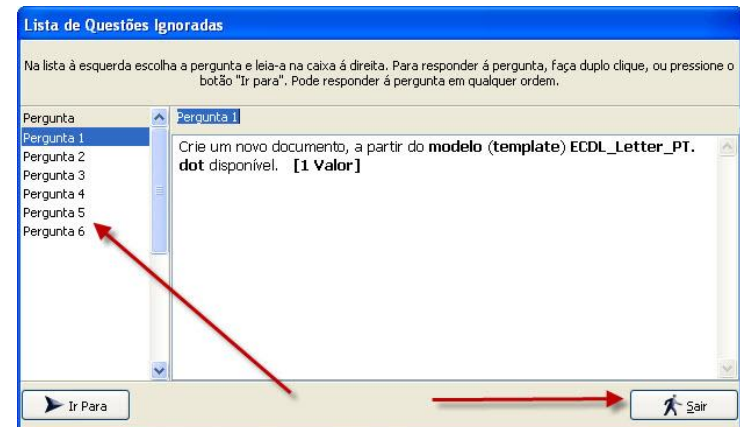 Lista de Questões Ignoradas
Na lista à esquerda escolha a pergunta e leia-a na caixa á direita. Para responder á pergunta, faça duplo clique, ou pressione o
botão "Ir para". Pode responder á pergunta em qualquer ordem.
Pergunta
Pergunta 1
Pergunta 2
Pergunta 3
Pergunta 4
Pergunta 5
Pergunta 6
Pergunta 1
Crie um novo documento, a partir do modelo (template) ECDL_Letter_PT.
dot disponível. [1 Valor]
Ir Para
Sair